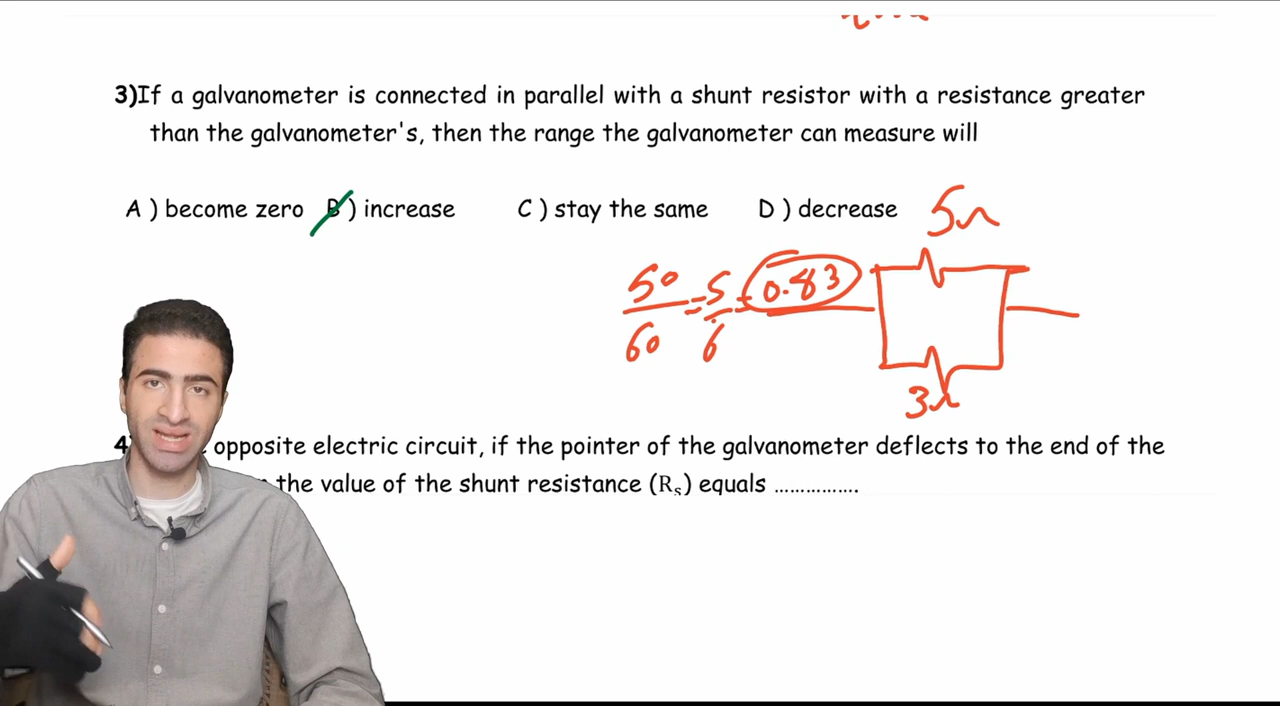 3)If a galvanometer is connected in parallel with a shunt resistor with a resistance greater
than the galvanometer's, then the range the galvanometer can measure will
A ) become zero B ) increase C ) stay the same D ) decrease
5Ω
50/60 = 5/6 = 0.83
3Ω
4) opposite electric circuit, if the pointer of the galvanometer deflects to the end of the
the value of the shunt resistance (Rs) equals ...............